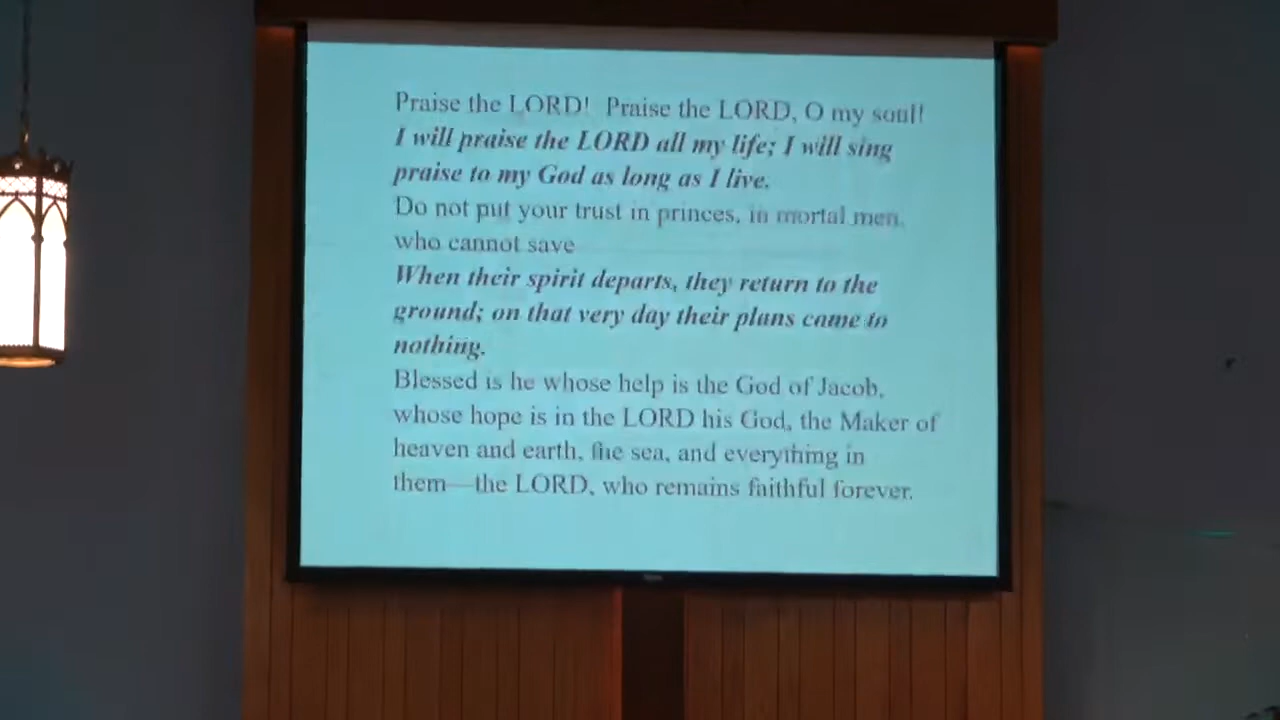 Praise the LORD! Praise the LORD, O my soul!
I will praise the LORD all my life; I will sing
praise to my God as long as I live.
Do not put your trust in princes, in mortal men,
who cannot save
When their spirit departs, they return to the
ground; on that very day their plans come to
nothing.
Blessed is he whose help is the God of Jacob,
whose hope is in the LORD his God, the Maker of
heaven and earth, the sea, and everything in
them—the LORD, who remains faithful forever.